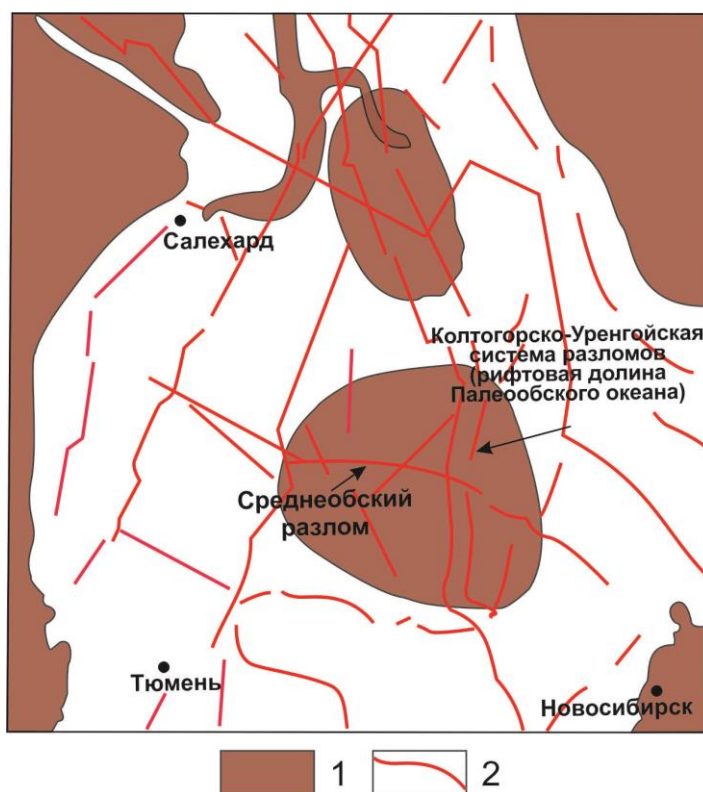 Салехард
Колтогорско-Уренгойская
система разломов
(рифтовая долина
Палеообского океана)
Среднеобский
разлом
Тюмень
Новосибирск
1
2